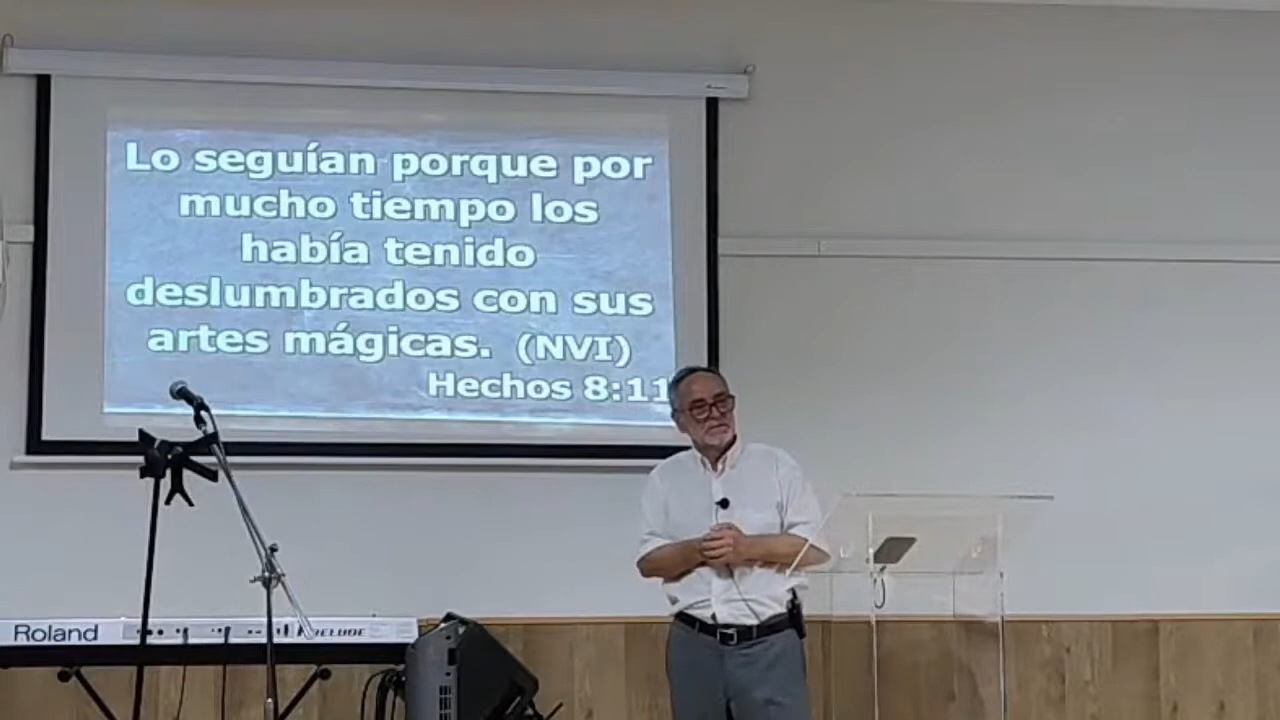 Lo seguían porque por
mucho tiempo los
había tenido
deslumbrados con sus
artes mágicas. (NVI)
Hechos 8:11
Roland
PRELUDE